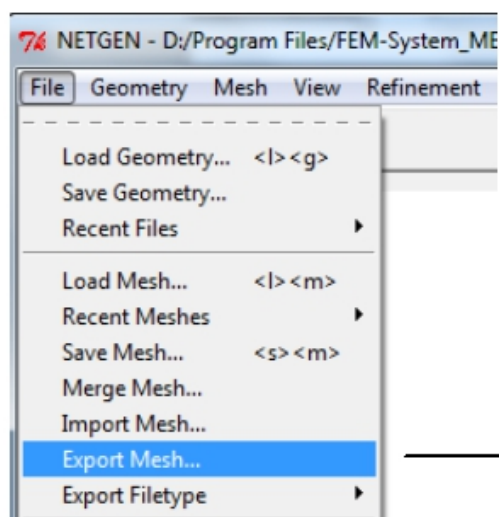 NETGEN - D:/Program Files/FEM-System_ME
File Geometry Mesh View Refinement
Load Geometry... <l><g>
Save Geometry...
Recent Files
Load Mesh... <l><m>
Recent Meshes
Save Mesh... <s><m>
Merge Mesh...
Import Mesh...
Export Mesh...
Export Filetype